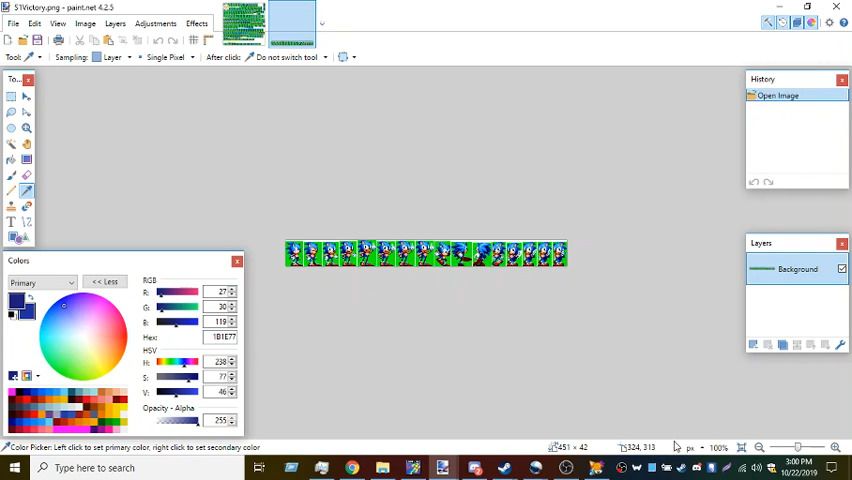 S1Victory.png - paint.net 4.2.5
File Edit View Image Layers Adjustments Effects
Tool: Sampling: Layer Single Pixel After click: Do not switch tool
To...
History
Open Image
Layers
Background
Colors
Primary
<< Less
RGB
R: 27
G: 30
B: 119
Hex: 1B1E77
HSV
H: 238
S: 77
V: 46
Opacity - Alpha
255
Color Picker: Left click to set primary color, right click to set secondary color
451 × 42
324, 313
px
100%
Type here to search
3:00 PM
10/22/2019